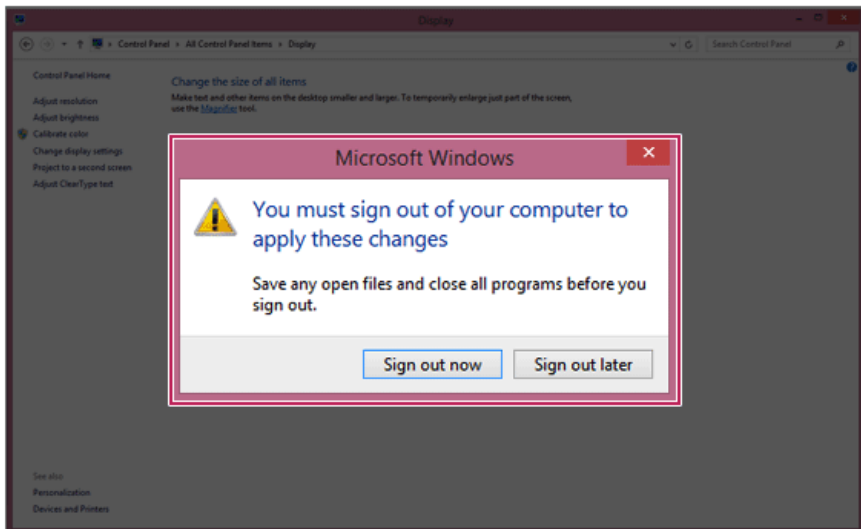 Display
Control Panel › All Control Panel Items › Display
Search Control Panel
Control Panel Home
Change the size of all items
Make text and other items on the desktop smaller and larger. To temporarily enlarge just part of the screen,
use the Magnifier tool.
Adjust resolution
Adjust brightness
Calibrate color
Change display settings
Project to a second screen
Adjust ClearType text
Microsoft Windows
You must sign out of your computer to
apply these changes
Save any open files and close all programs before you
sign out.
Sign out now
Sign out later
See also
Personalization
Devices and Printers